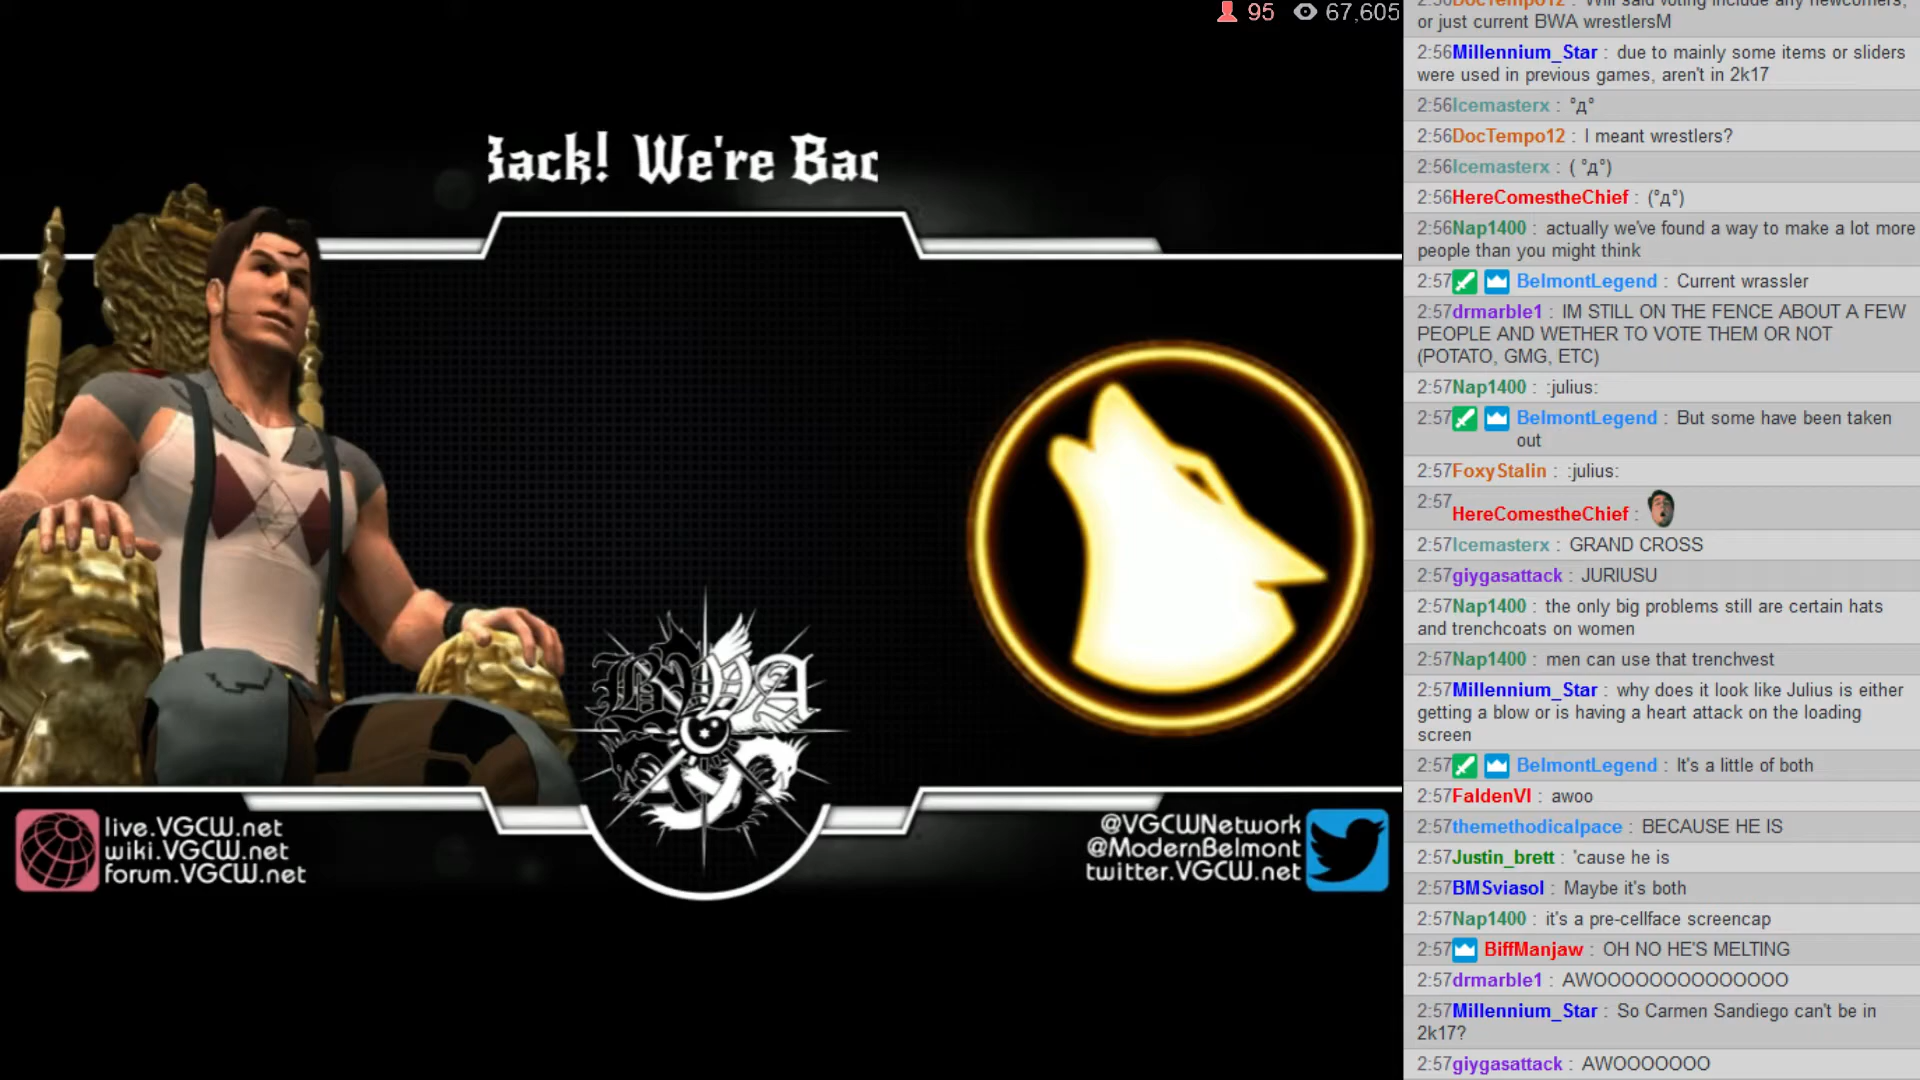 95 67,605
Back! We're Bac
BWA
live.VGCW.net
wiki.VGCW.net
forum.VGCW.net
@VGCWNetwork
@ModernBelmont
twitter.VGCW.net
2:56DocTempo12 : Will said voting include any newcomers,
or just current BWA wrestlersM
2:56Millennium_Star : due to mainly some items or sliders
were used in previous games, aren't in 2k17
2:56Icemasterx : °д°
2:56DocTempo12 : I meant wrestlers?
2:56Icemasterx : ( °д°)
2:56HereComestheChief : (°д°)
2:56Nap1400 : actually we've found a way to make a lot more
people than you might think
2:57 BelmontLegend : Current wrassler
2:57drmarble1 : IM STILL ON THE FENCE ABOUT A FEW
PEOPLE AND WETHER TO VOTE THEM OR NOT
(POTATO, GMG, ETC)
2:57Nap1400 : :julius:
2:57 BelmontLegend : But some have been taken
out
2:57FoxyStalin : :julius:
2:57
HereComestheChief :
2:57Icemasterx : GRAND CROSS
2:57giygasattack : JURIUSU
2:57Nap1400 : the only big problems still are certain hats
and trenchcoats on women
2:57Nap1400 : men can use that trenchvest
2:57Millennium_Star : why does it look like Julius is either
getting a blow or is having a heart attack on the loading
screen
2:57 BelmontLegend : It's a little of both
2:57FaldenVI : awoo
2:57themethodicalpace : BECAUSE HE IS
2:57Justin_brett : 'cause he is
2:57BMSviasol : Maybe it's both
2:57Nap1400 : it's a pre-cellface screencap
2:57 BiffManjaw : OH NO HE'S MELTING
2:57drmarble1 : AWOOOOOOOOOOOOOO
2:57Millennium_Star : So Carmen Sandiego can't be in
2k17?
2:57giygasattack : AWOOOOOOO